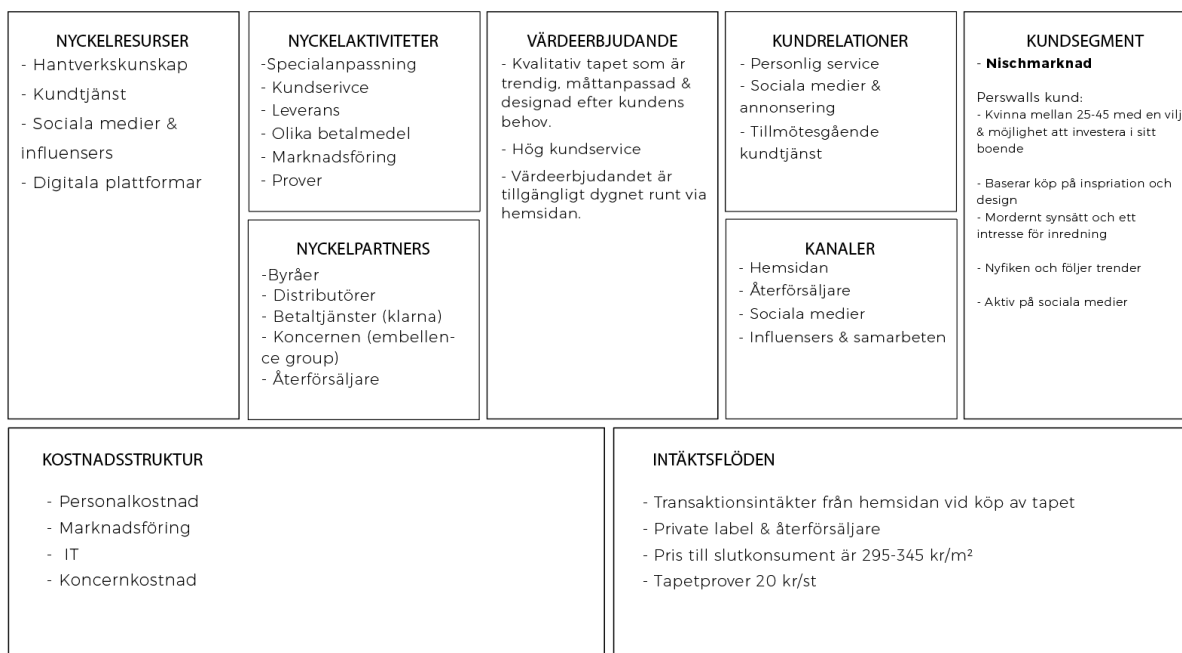 NYCKELRESURSER
- Hantverkskunskap
- Kundtjänst
- Sociala medier &
influensers
- Digitala plattformar
NYCKELAKTIVITETER
-Specialanpassning
- Kundserivce
- Leverans
- Olika betalmedel
- Marknadsföring
- Prover
NYCKELPARTNERS
-Byråer
- Distributörer
- Betaltjänster (klarna)
- Koncernen (embellen-
ce group)
- Återförsäljare
VÄRDEERBJUDANDE
- Kvalitativ tapet som är
trendig, måttanpassad &
designad efter kundens
behov.
- Hög kundservice
- Värdeerbjudandet är
tillgängligt dygnet runt via
hemsidan.
KUNDRELATIONER
- Personlig service
- Sociala medier &
annonsering
- Tillmötesgående
kundtjänst
KANALER
- Hemsidan
- Återförsäljare
- Sociala medier
- Influensers & samarbeten
KUNDSEGMENT
- Nischmarknad
Perswalls kund:
- Kvinna mellan 25-45 med en vilj
& möjlighet att investera i sitt
boende
- Baserar köp på inspriation och
design
- Mordernt synsätt och ett
intresse för inredning
- Nyfiken och följer trender
- Aktiv på sociala medier
KOSTNADSSTRUKTUR
- Personalkostnad
- Marknadsföring
- IT
- Koncernkostnad
INTÄKTSFLÖDEN
- Transaktionsintäkter från hemsidan vid köp av tapet
- Private label & återförsäljare
- Pris till slutkonsument är 295-345 kr/m²
- Tapetprover 20 kr/st